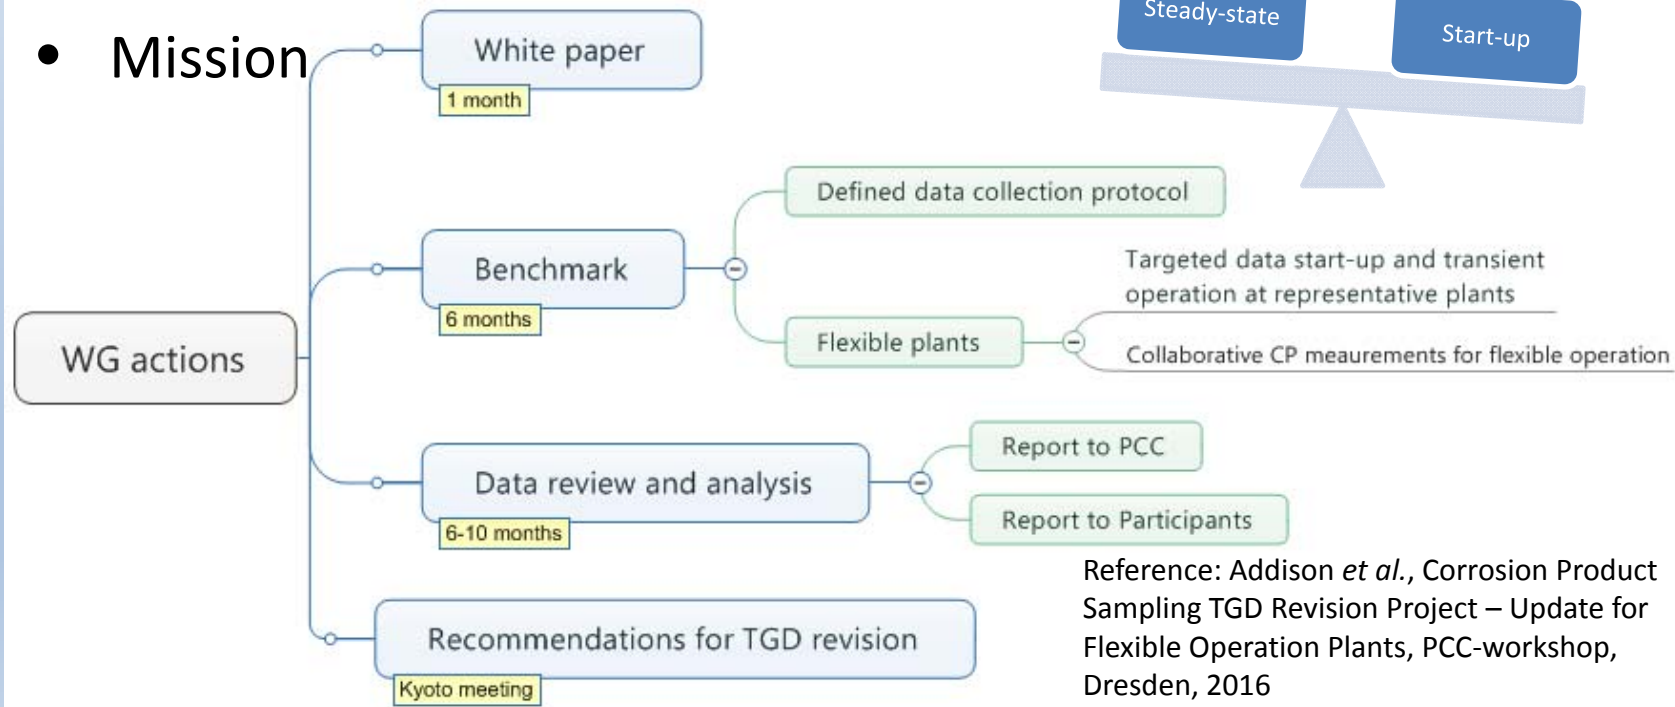 • Mission
Steady-state
Start-up
White paper
1 month
Defined data collection protocol
Benchmark
6 months
Targeted data start-up and transient
operation at representative plants
Flexible plants
Collaborative CP meaurements for flexible operation
WG actions
Report to PCC
Data review and analysis
6-10 months
Report to Participants
Recommendations for TGD revision
Kyoto meeting
Reference: Addison et al., Corrosion Product
Sampling TGD Revision Project – Update for
Flexible Operation Plants, PCC-workshop,
Dresden, 2016